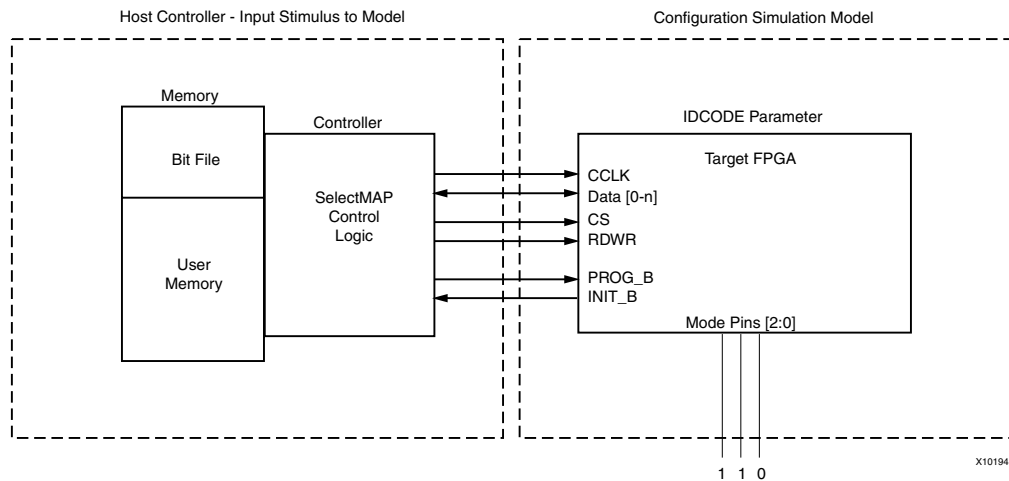 Host Controller - Input Stimulus to Model
Configuration Simulation Model
Memory
Controller
IDCODE Parameter
Bit File
SelectMAP
Control
Logic
User
Memory
Target FPGA
CCLK
Data [0-n]
CS
RDWR
PROG_B
INIT_B
Mode Pins [2:0]
1 1 0
X10194